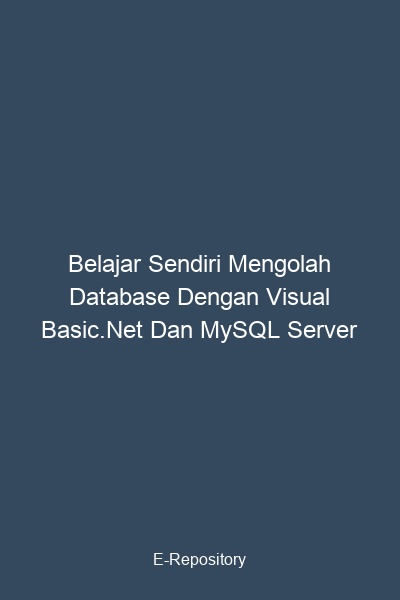 Belajar Sendiri Mengolah
Database Dengan Visual
Basic.Net Dan MySQL Server
E-Repository